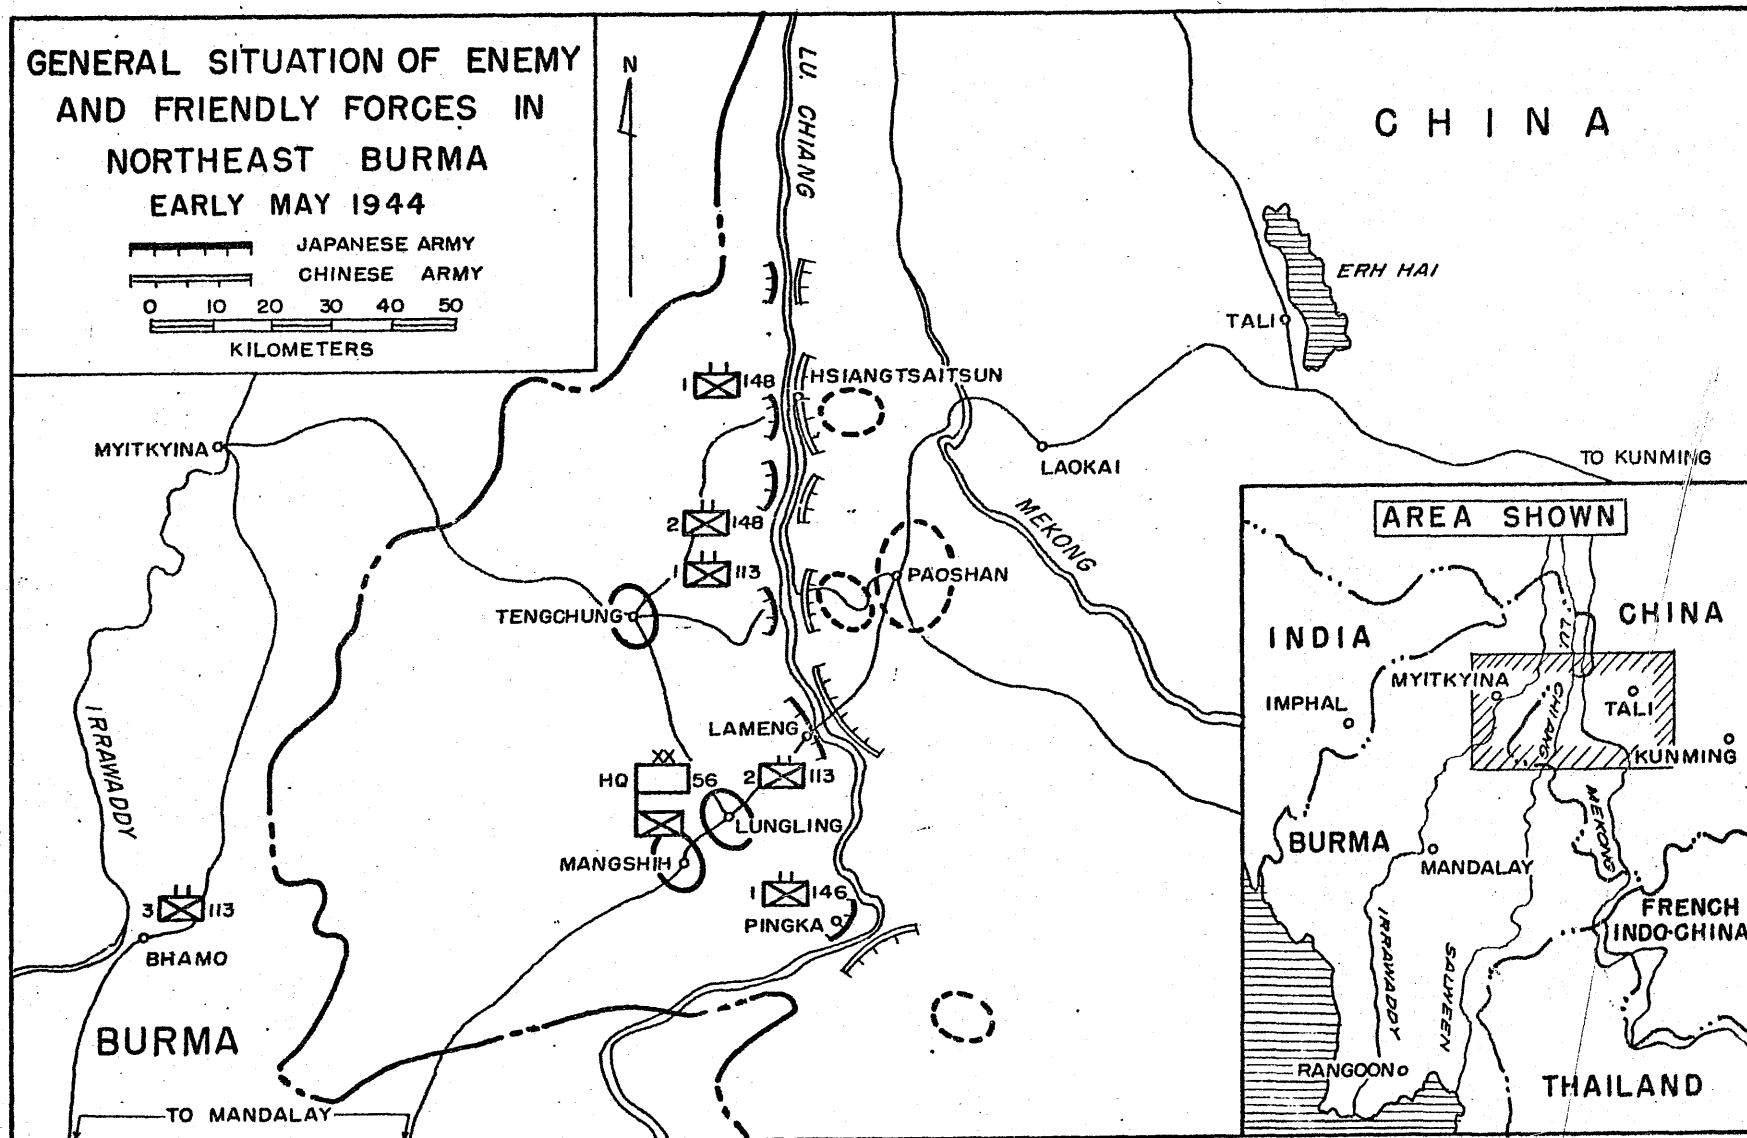 GENERAL SITUATION OF ENEMY
AND FRIENDLY FORCES IN
NORTHEAST BURMA
EARLY MAY 1944
JAPANESE ARMY
CHINESE ARMY
0 10 20 30 40 50
KILOMETERS
N
LU. CHIANG
CHINA
ERH HAI
TALI
1 148
HSIANGTSAITSUN
MYITKYINA
LAOKAI
TO KUNMING
2 148
MEKONG
1 113
PAOSHAN
TENGCHUNG
IRRAWADDY
LAMENG
XX
HQ 56
2 113
LUNGLING
MANGSHIH
1 146
PINGKA
3 113
BHAMO
BURMA
TO MANDALAY
AREA SHOWN
CHINA
INDIA
LU.
CHIANG
MYITKYINA
IMPHAL
TALI
KUNMING
MEKONG
BURMA
MANDALAY
FRENCH
INDO-CHINA
IRRAWADDY
SALWEEN
RANGOON
THAILAND